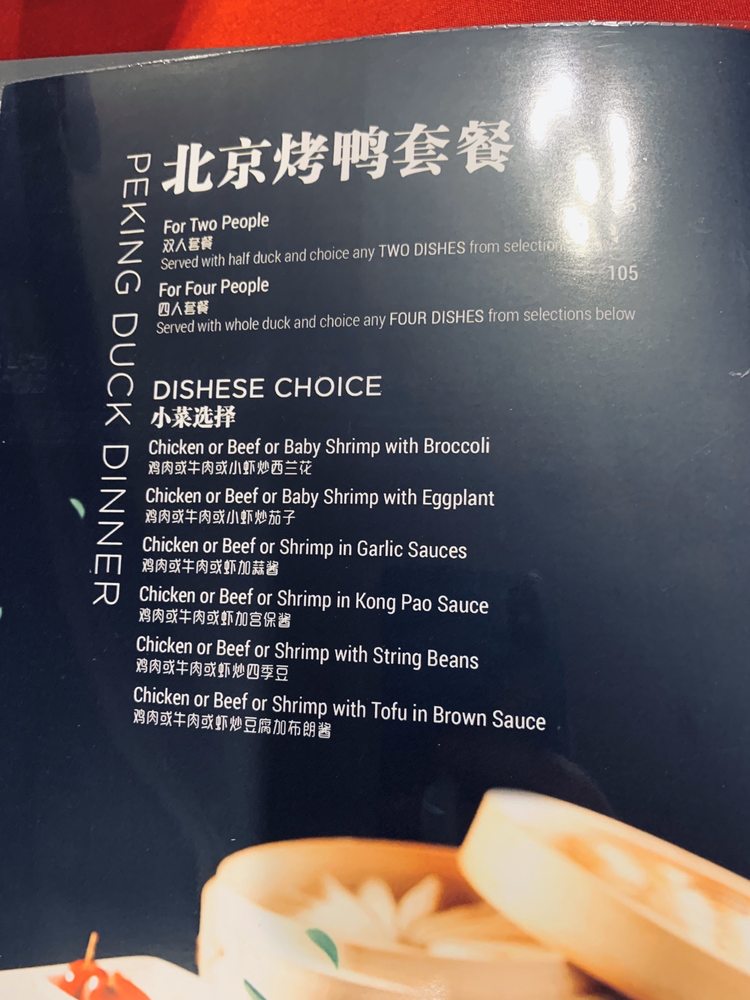 PEKING DUCK DINNER
北京烤鸭套餐
For Two People
双人套餐
Served with half duck and choice any TWO DISHES from selection
For Four People
105
四人套餐
Served with whole duck and choice any FOUR DISHES from selections below
DISHESE CHOICE
小菜选择
Chicken or Beef or Baby Shrimp with Broccoli
鸡肉或牛肉或小虾炒西兰花
Chicken or Beef or Baby Shrimp with Eggplant
鸡肉或牛肉或小虾炒茄子
Chicken or Beef or Shrimp in Garlic Sauces
鸡肉或牛肉或虾加蒜酱
Chicken or Beef or Shrimp in Kong Pao Sauce
鸡肉或牛肉或虾加宫保酱
Chicken or Beef or Shrimp with String Beans
鸡肉或牛肉或虾炒四季豆
Chicken or Beef or Shrimp with Tofu in Brown Sauce
鸡肉或牛肉或虾炒豆腐加布朗酱